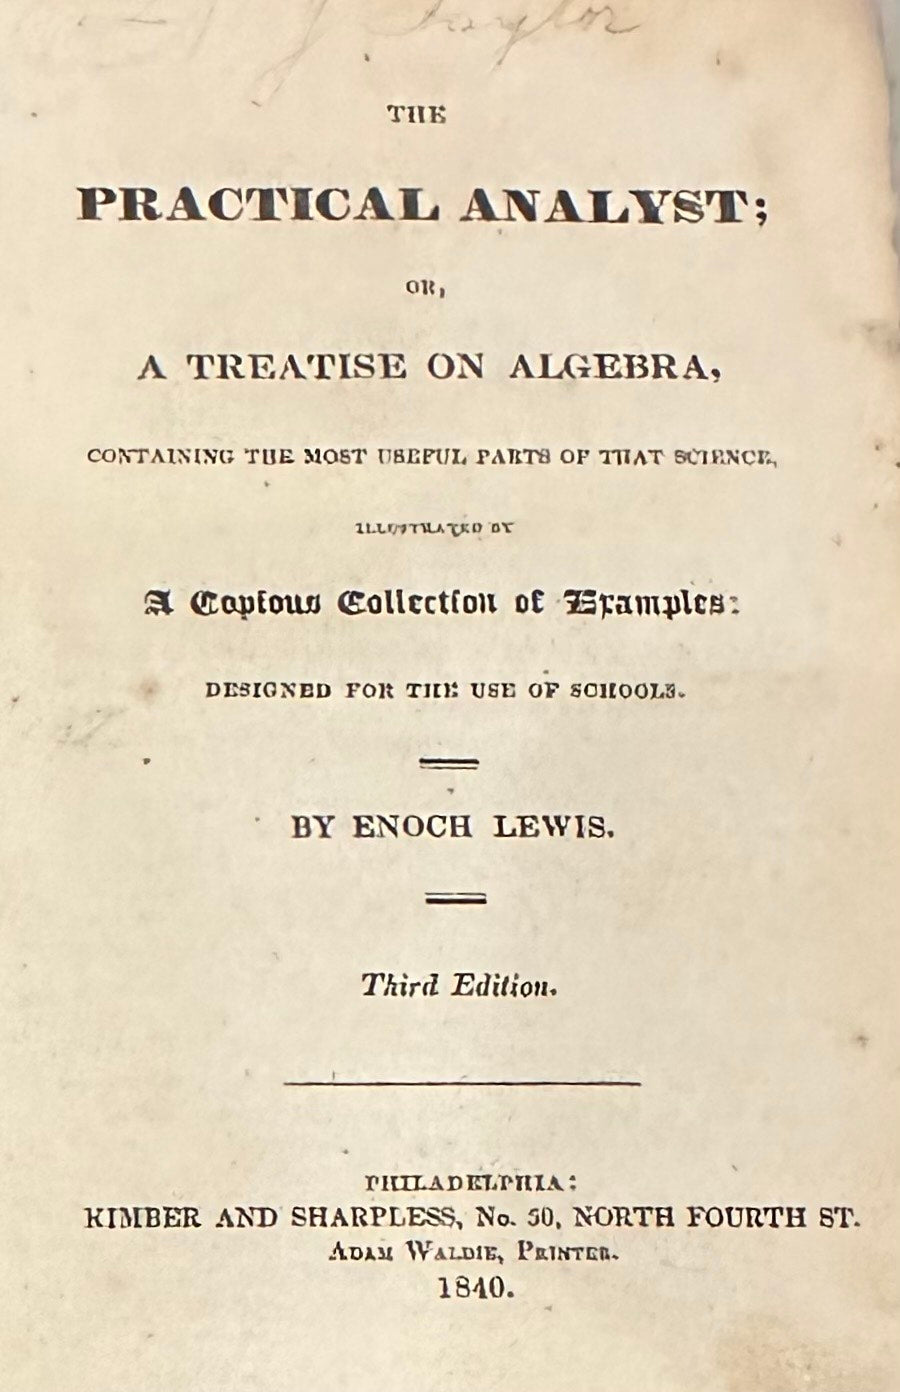 Taylor
THE
PRACTICAL ANALYST;
OR,
A TREATISE ON ALGEBRA,
CONTAINING THE MOST USEFUL PARTS OF THAT SCIENCE,
ILLUSTRATED BY
A Copious Collection of Examples:
DESIGNED FOR THE USE OF SCHOOLS.
BY ENOCH LEWIS.
Third Edition.
PHILADELPHIA:
KIMBER AND SHARPLESS, No. 50, NORTH FOURTH ST.
ADAM WALDIE, PRINTER.
1840.